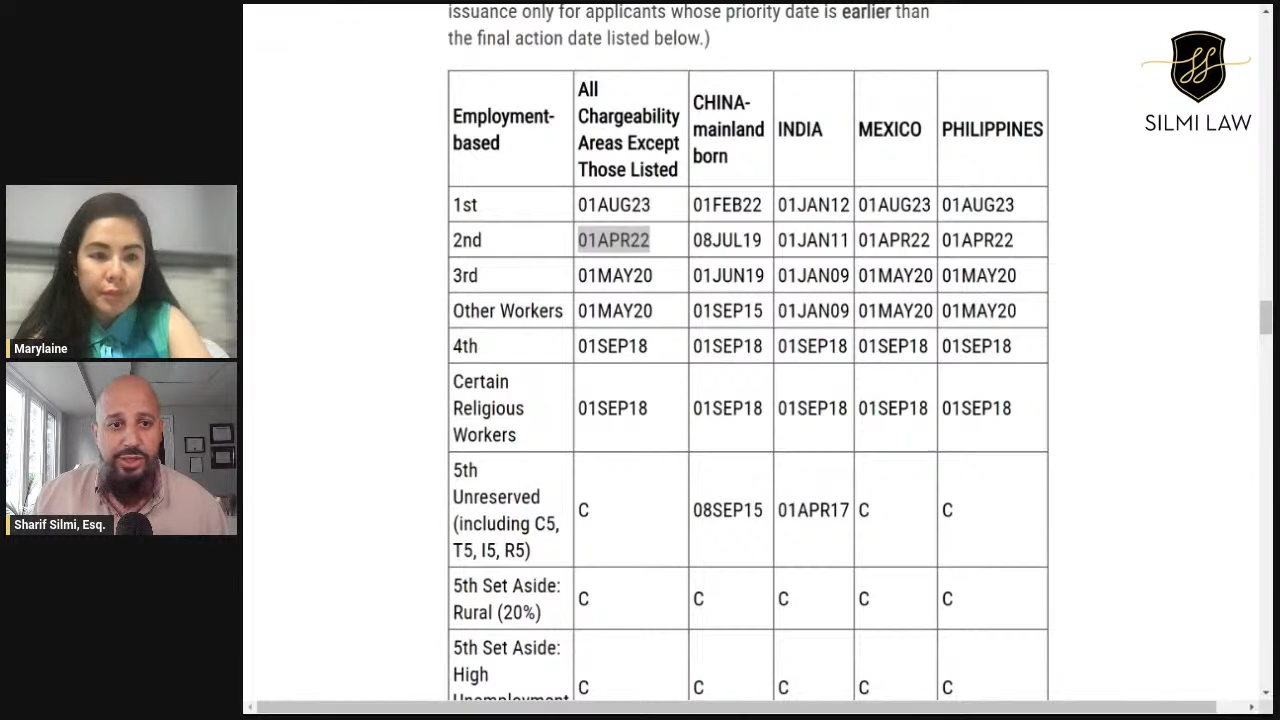 issuance only for applicants whose priority date is earlier than
the final action date listed below.)
SILMI LAW
Employment-
based
All
Chargeability
Areas Except
Those Listed
CHINA-
mainland
born
INDIA
MEXICO
PHILIPPINES
1st 01AUG23 01FEB22 01JAN12 01AUG23 01AUG23
2nd 01APR22 08JUL19 01JAN11 01APR22 01APR22
3rd 01MAY20 01JUN19 01JAN09 01MAY20 01MAY20
Other Workers 01MAY20 01SEP15 01JAN09 01MAY20 01MAY20
4th 01SEP18 01SEP18 01SEP18 01SEP18 01SEP18
Certain
Religious
Workers
01SEP18 01SEP18 01SEP18 01SEP18 01SEP18
5th
Unreserved
(including C5,
T5, I5, R5)
C 08SEP15 01APR17 C C
5th Set Aside:
Rural (20%)
C C C C C
5th Set Aside:
High
Unemployment
C C C C C
Marylaine
Sharif Silmi, Esq.